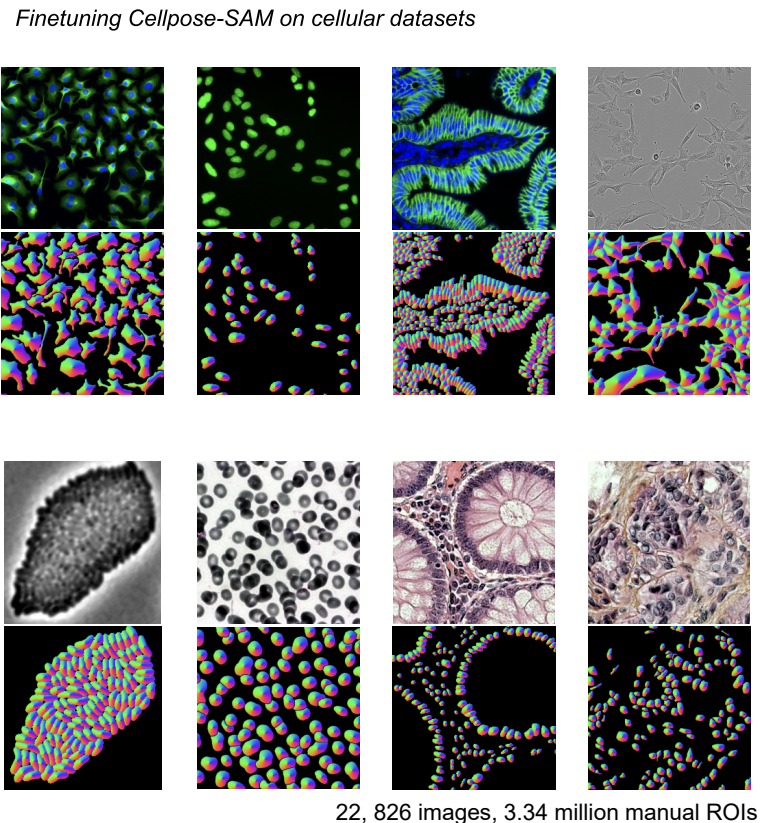 Finetuning Cellpose-SAM on cellular datasets
22, 826 images, 3.34 million manual ROIs